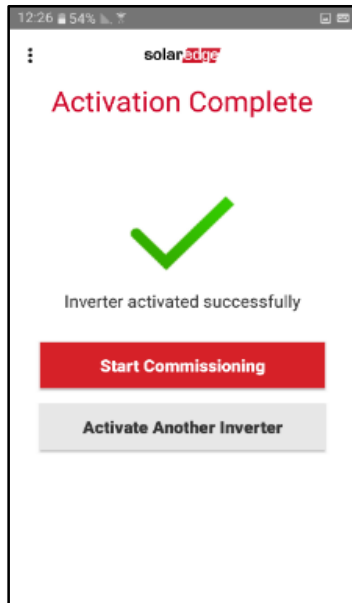 12:26 54%
solaredge
Activation Complete
Inverter activated successfully
Start Commissioning
Activate Another Inverter